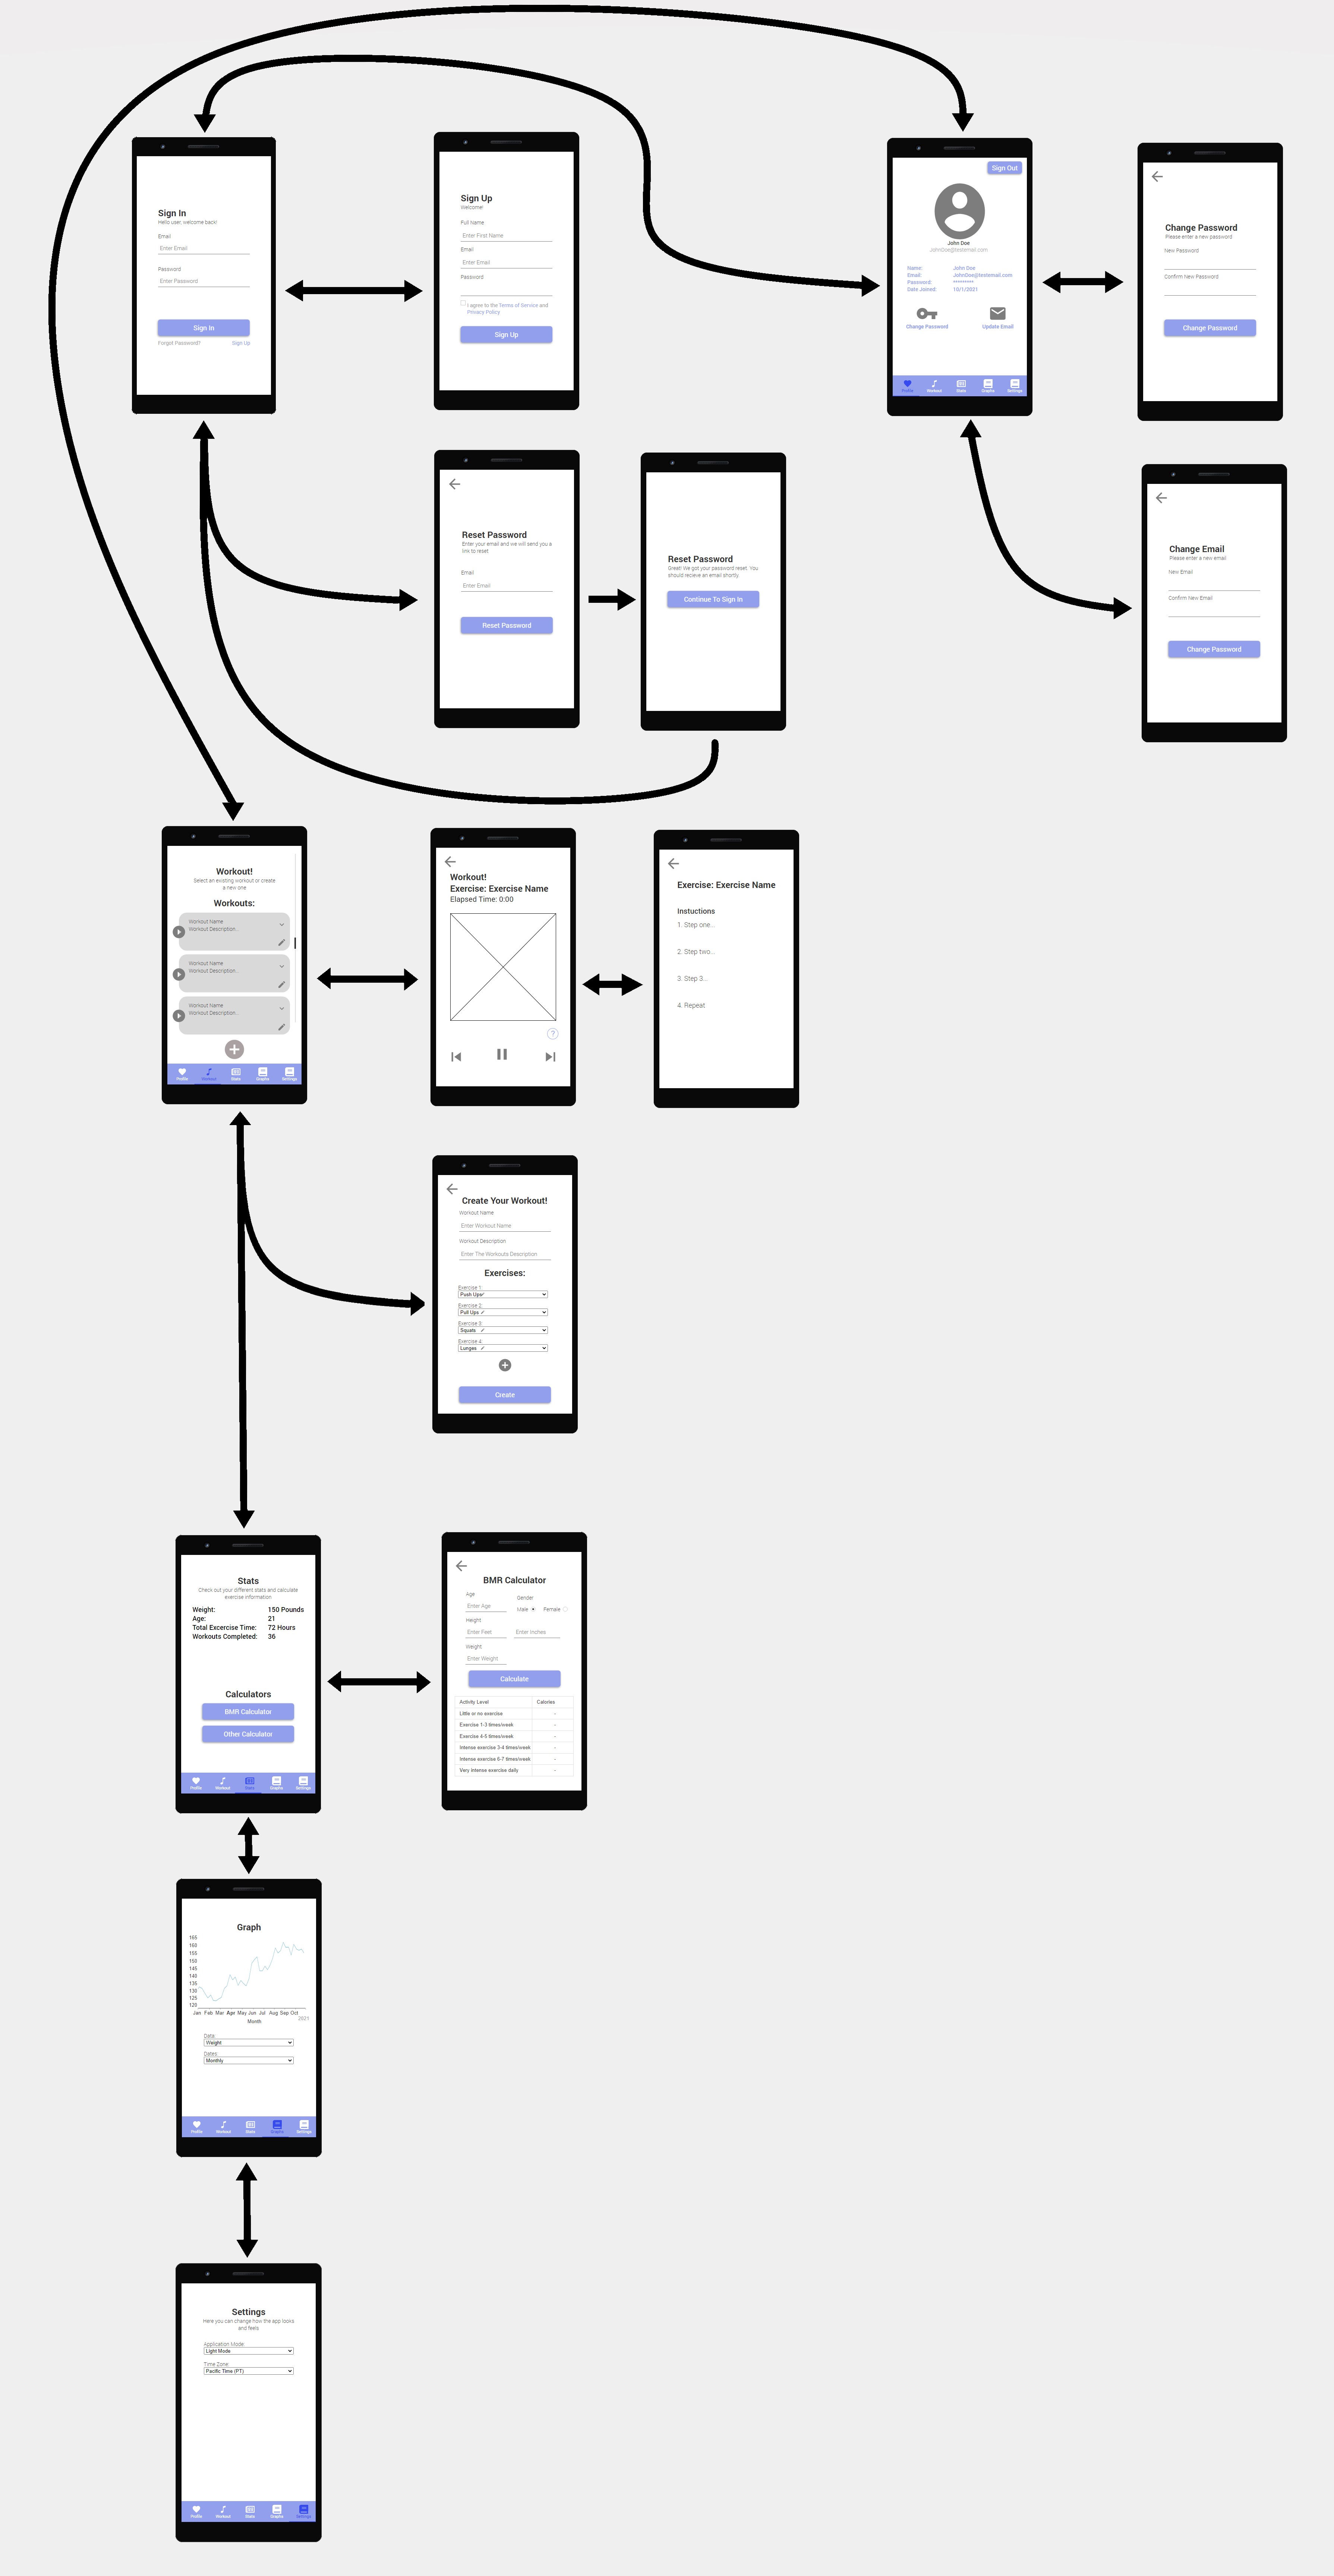 Sign In
Hello user, welcome back!
Email
Enter Email
Password
Enter Password
Sign In
Forgot Password? Sign Up
Sign Up
Welcome!
Full Name
Enter First Name
Email
Enter Email
Password
I agree to the Terms of Service and
Privacy Policy
Sign Up
Sign Out
John Doe
JohnDoe@testemail.com
Name: John Doe
Email: JohnDoe@testemail.com
Password: *********
Date Joined: 10/1/2021
Change Password Update Email
Profile Workout Stats Graphs Settings
Change Password
Please enter a new password
New Password
Confirm New Password
Change Password
Reset Password
Enter your email and we will send you a
link to reset
Email
Enter Email
Reset Password
Reset Password
Great! We got your password reset. You
should recieve an email shortly.
Continue To Sign In
Change Email
Please enter a new email
New Email
Confirm New Email
Change Password
Workout!
Select an existing workout or create
a new one
Workouts:
Workout Name
Workout Description...
Workout Name
Workout Description...
Workout Name
Workout Description...
Profile Workout Stats Graphs Settings
Workout!
Exercise: Exercise Name
Elapsed Time: 0:00
?
Exercise: Exercise Name
Instuctions
1. Step one...
2. Step two...
3. Step 3...
4. Repeat
Create Your Workout!
Workout Name
Enter Workout Name
Workout Description
Enter The Workouts Description
Exercises:
Exercise 1
Push Ups
Exercise 2
Pull Ups
Exercise 3
Squats
Exercise 4
Lunges
Create
Stats
Check out your different stats and calculate
exercise information
Weight: 150 Pounds
Age: 21
Total Excercise Time: 72 Hours
Workouts Completed: 36
Calculators
BMR Calculator
Other Calculator
Profile Workout Stats Graphs Settings
BMR Calculator
Age
Gender
Enter Age
Male Female
Height
Enter Feet Enter Inches
Weight
Enter Weight
Calculate
Activity Level Calories
Little or no exercise -
Exercise 1-3 times/week -
Exercise 4-5 times/week -
Intense exercise 3-4 times/week -
Intense exercise 6-7 times/week -
Very intense exercise daily -
Graph
165
160
155
150
145
140
135
130
125
120
Jan Feb Mar Apr May Jun Jul Aug Sep Oct
2021
Month
Data:
Weight
Dates
Monthly
Profile Workout Stats Graphs Settings
Settings
Here you can change how the app looks
and feels
Application Mode:
Light Mode
Time Zone
Pacific Time (PT)
Profile Workout Stats Graphs Settings